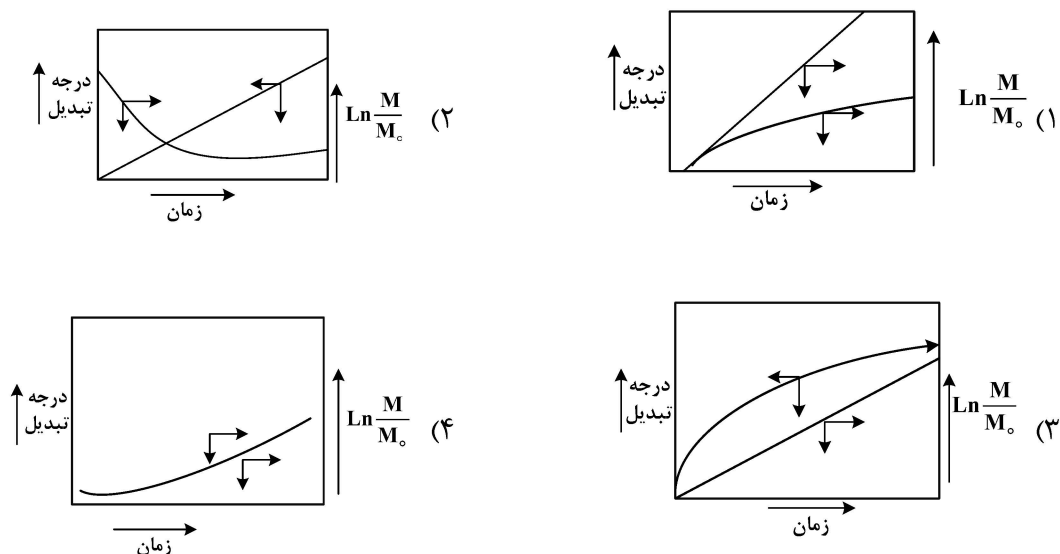 درجه
تبدیل
Ln M/M₀
(۱
زمان
درجه
تبدیل
Ln M/M₀
(۲
زمان
درجه
تبدیل
Ln M/M₀
(۳
زمان
درجه
تبدیل
Ln M/M₀
(۴
زمان